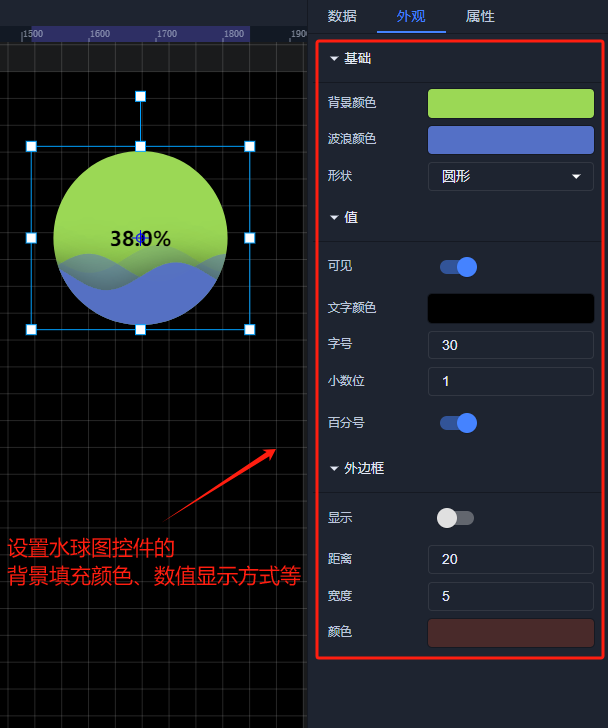 1500
1600
1700
1800
190
数据 外观 属性
基础
背景颜色
波浪颜色
形状 圆形
值
可见
文字颜色
字号 30
小数位 1
百分号
外边框
显示
距离 20
宽度 5
颜色
38.0%
设置水球图控件的
背景填充颜色、数值显示方式等